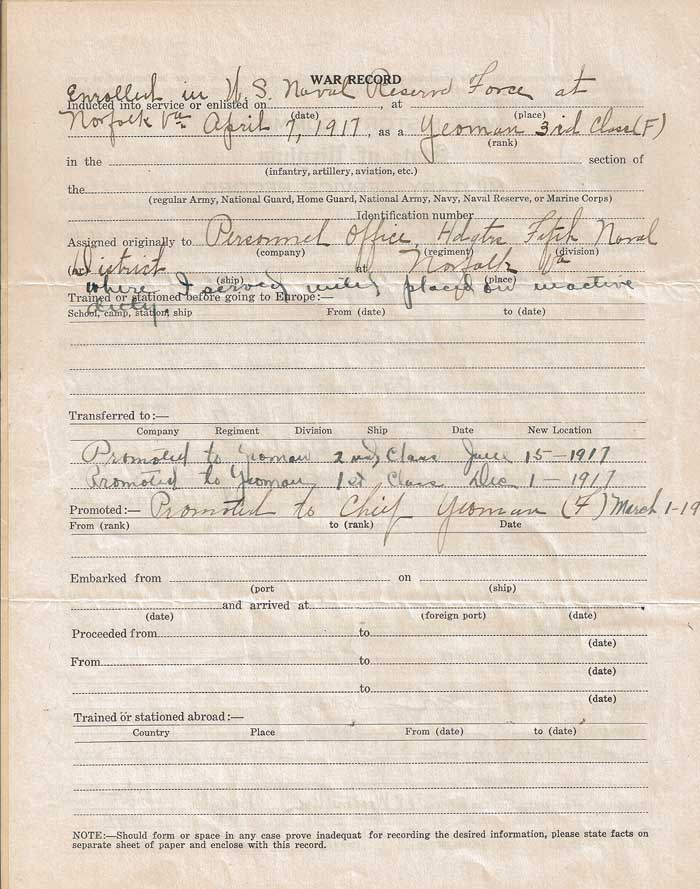 WAR RECORD
Enrolled in U. S. Naval Reserve Force at
Inducted into service or enlisted on , at
(date) (place)
Norfolk Va April 7, 1917, as a Yeoman 3rd Class (F)
(rank)
in the section of
(infantry, artillery, aviation, etc.)
the
(regular Army, National Guard, Home Guard, National Army, Navy, Naval Reserve, or Marine Corps)
Identification number
Assigned originally to Personnel Office, Hdqtrs Fifth Naval
(company) (regiment) (division)
District at Norfolk Va
(ship) (place)
where I served until placed on inactive
Trained or stationed before going to Europe:—
duty.
School, camp, station, ship From (date) to (date)
Transferred to:—
Company Regiment Division Ship Date New Location
Promoted to Yeoman 2nd Class June 15—1917
Promoted to Yeoman, 1st Class Dec 1—1917
Promoted:— Promoted to Chief Yeoman (F) March 1-19
From (rank) to (rank) Date
Embarked from on
(port (ship)
and arrived at
(date) (foreign port) (date)
Proceeded from to
(date)
From to
(date)
to
(date)
Trained or stationed abroad:—
Country Place From (date) to (date)
NOTE:—Should form or space in any case prove inadequat for recording the desired information, please state facts on
separate sheet of paper and enclose with this record.